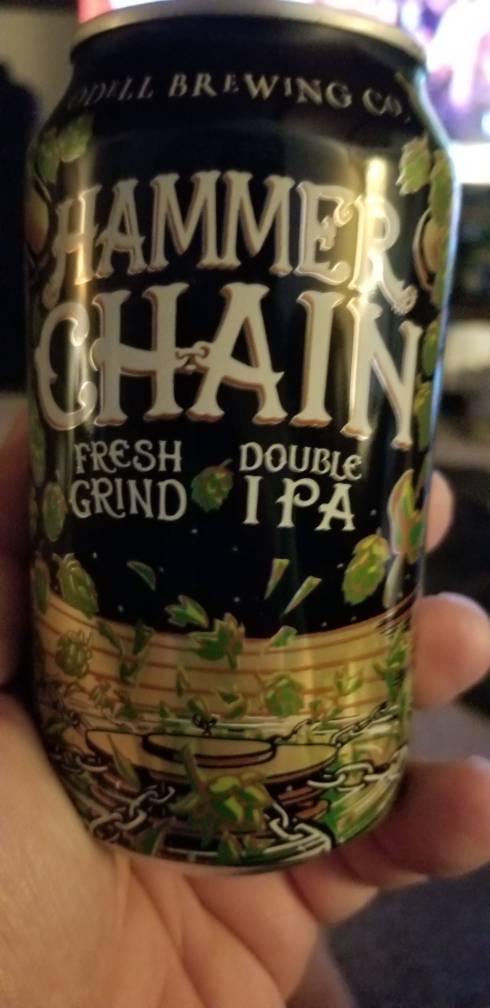 ODELL BREWING CO.
HAMMER
CHAIN
FRESH DOUBLE
GRIND IPA